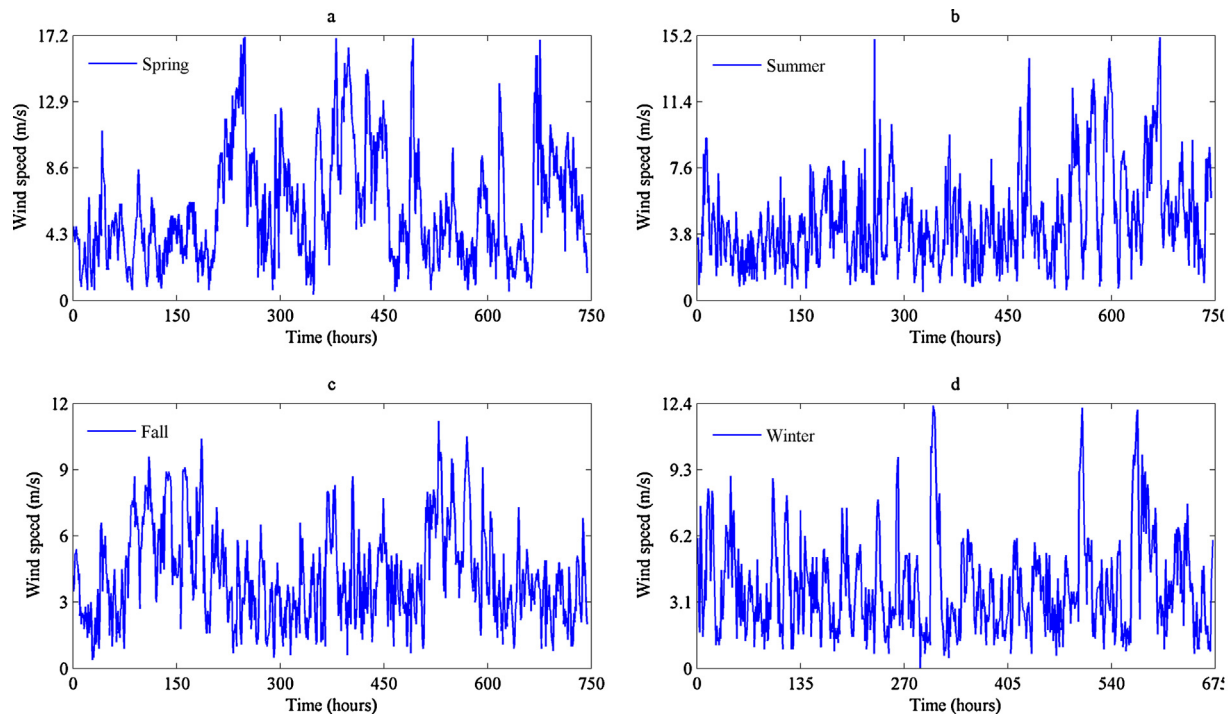 a
17.2
12.9
8.6
4.3
0
Wind speed (m/s)
Spring
0 150 300 450 600 750
Time (hours)
b
15.2
11.4
7.6
3.8
0
Wind speed (m/s)
Summer
0 150 300 450 600 750
Time (hours)
c
12
9
6
3
0
Wind speed (m/s)
Fall
0 150 300 450 600 750
Time (hours)
d
12.4
9.3
6.2
3.1
0
Wind speed (m/s)
Winter
0 135 270 405 540 675
Time (hours)